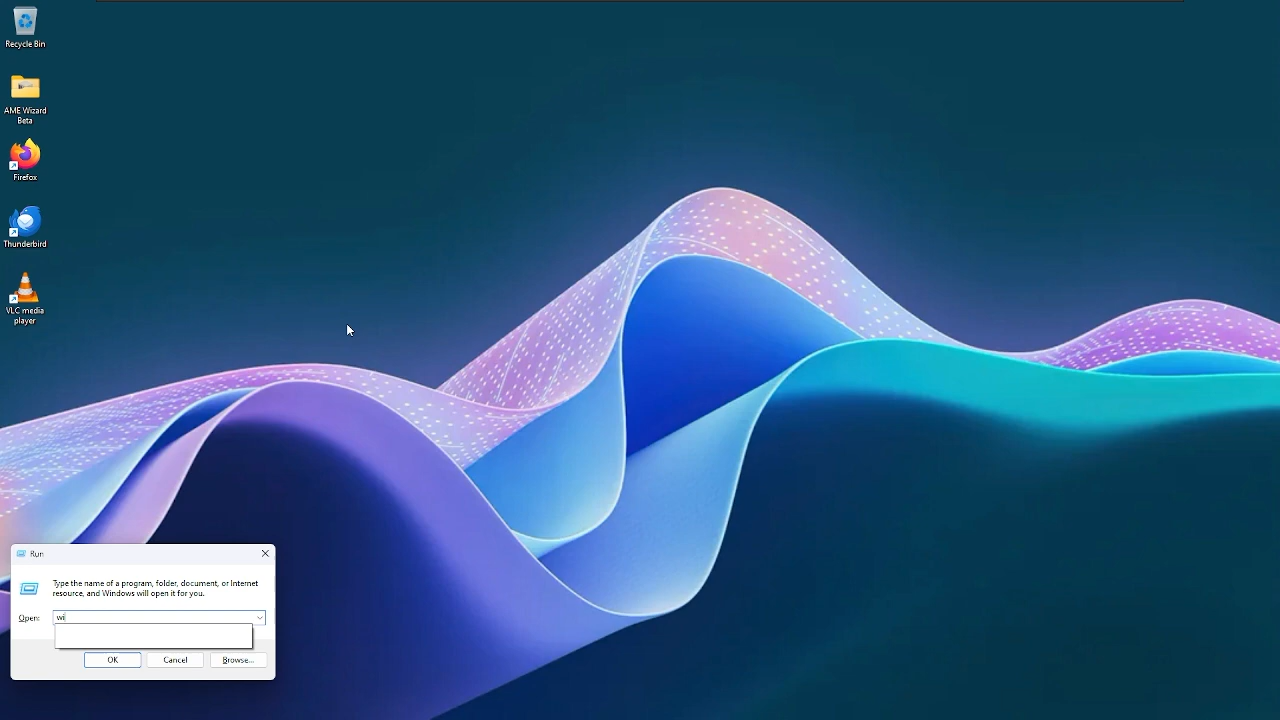 Recycle Bin
AME Wizard
Beta
Firefox
Thunderbird
VLC media
player
Run
Type the name of a program, folder, document, or Internet
resource, and Windows will open it for you.
Open: wi
OK Cancel Browse...